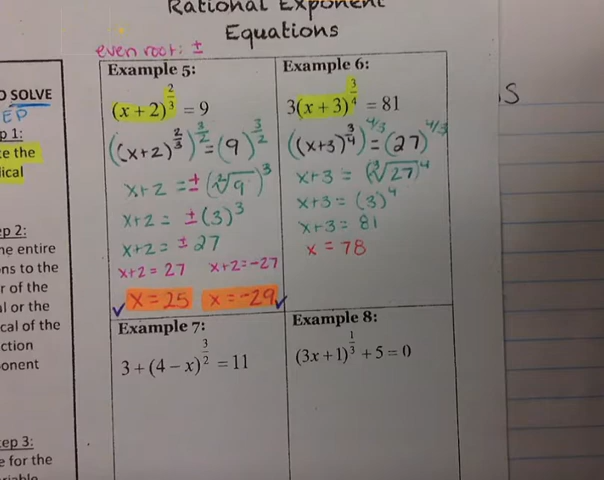 Rational Exponent
Equations
even root: ±
O SOLVE
EP
p 1:
te the
ical
ep 2:
he entire
ns to the
r of the
al or the
cal of the
ction
onent
ep 3:
e for the
Example 5:
(x + 2)^(2/3) = 9
((x+2)^(2/3))^(3/2) = (9)^(3/2)
x+2 = ±(²√9)³
x+2 = ±(3)³
x+2 = ±27
x+2=27 x+2=-27
x=25 x=-29
Example 6:
3(x + 3)^(3/4) = 81
((x+3)^(3/4))^(4/3) = (27)^(4/3)
x+3 = (³√27)⁴
x+3 = (3)⁴
x+3 = 81
x = 78
Example 7:
3 + (4 − x)^(3/2) = 11
Example 8:
(3x + 1)^(1/3) + 5 = 0
s